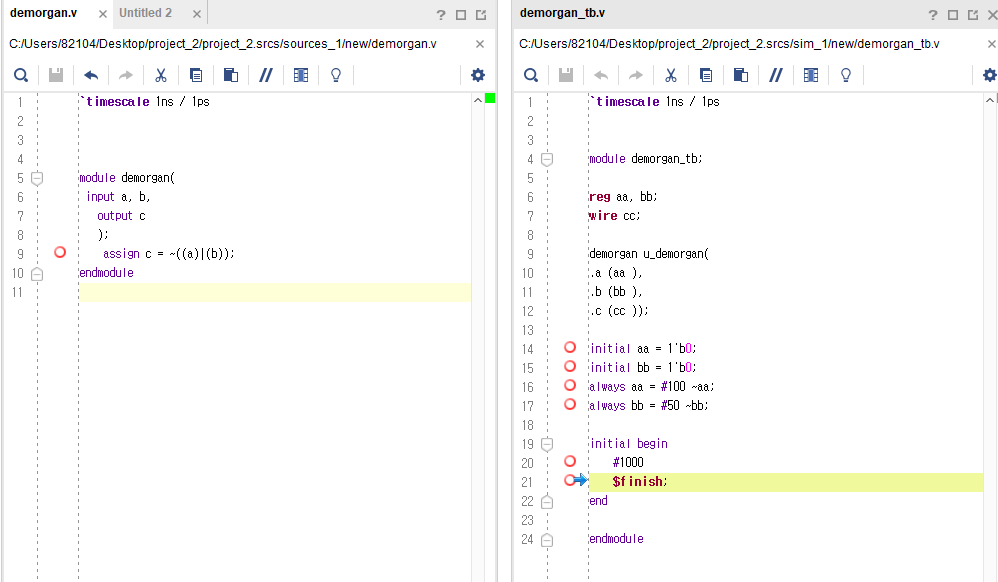 demorgan.v × Untitled 2 ×
C:/Users/82104/Desktop/project_2/project_2.srcs/sources_1/new/demorgan.v
1 `timescale 1ns / 1ps
2
3
4
5 module demorgan(
6 input a, b,
7 output c
8 );
9 assign c = ~((a)|(b));
10 endmodule
11
demorgan_tb.v
C:/Users/82104/Desktop/project_2/project_2.srcs/sim_1/new/demorgan_tb.v
1 `timescale 1ns / 1ps
2
3
4 module demorgan_tb;
5
6 reg aa, bb;
7 wire cc;
8
9 demorgan u_demorgan(
10 .a (aa ),
11 .b (bb ),
12 .c (cc ));
13
14 initial aa = 1'b0;
15 initial bb = 1'b0;
16 always aa = #100 ~aa;
17 always bb = #50 ~bb;
18
19 initial begin
20 #1000
21 $finish;
22 end
23
24 endmodule